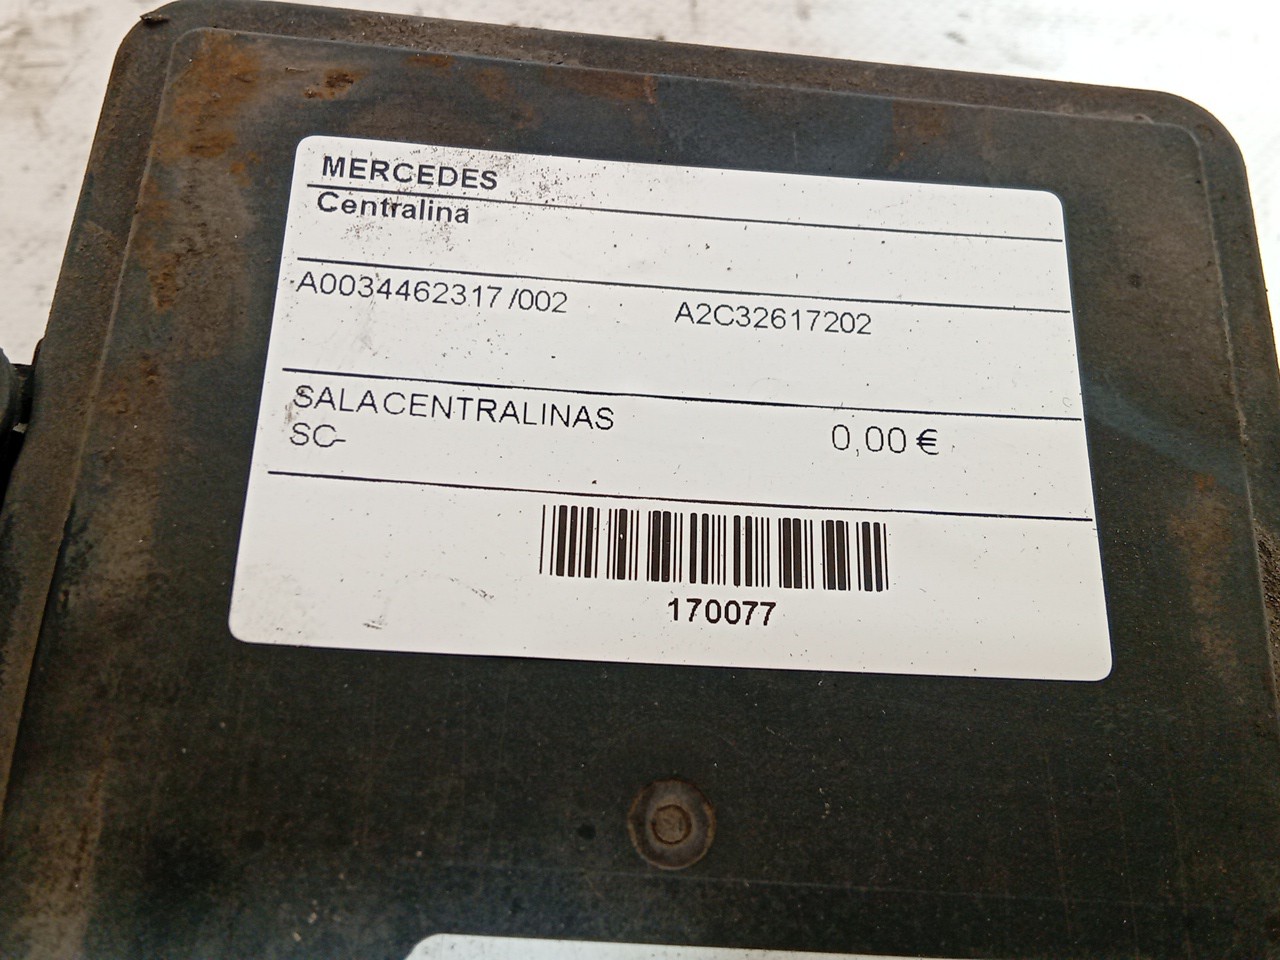 MERCEDES
Centralina
A0034462317/002 A2C32617202
SALACENTRALINAS 0,00 €
SC-
170077